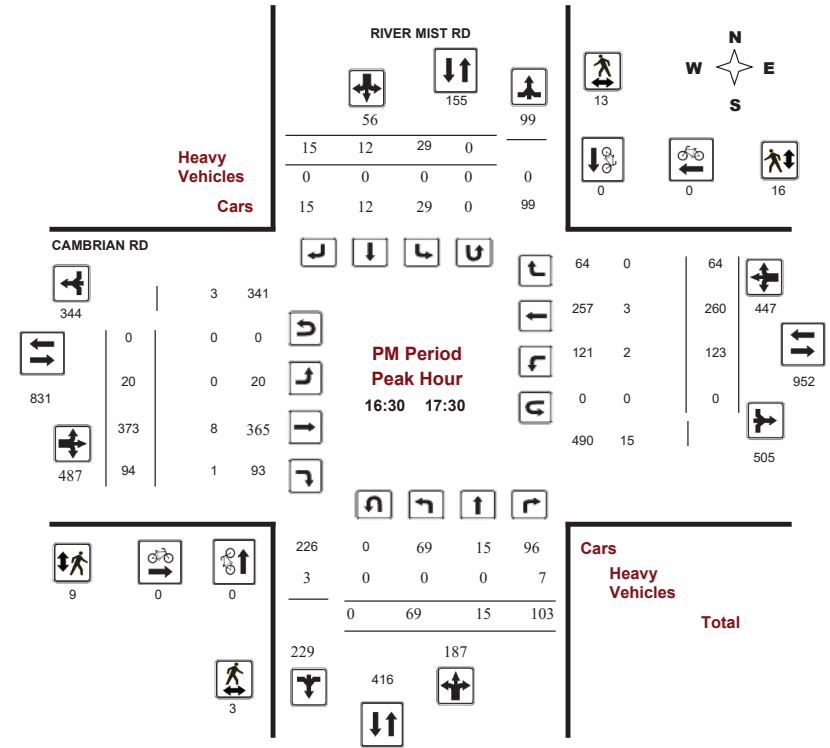 RIVER MIST RD
N
W E
S
155
13
56 99
15 12 29 0
Heavy
Vehicles
0 0 0 0 0
Cars
15 12 29 0 99
0 0 16
CAMBRIAN RD
344
3 341
64 0 64
447
257 3 260
0 0 0
831
20 0 20
PM Period
Peak Hour
16:30 17:30
121 2 123
952
0 0 0
373 8 365
487
94 1 93
490 15
505
226 0 69 15 96
Cars
3 0 0 0 7
Heavy
Vehicles
9 0 0
0 69 15 103
Total
229 187
416
3